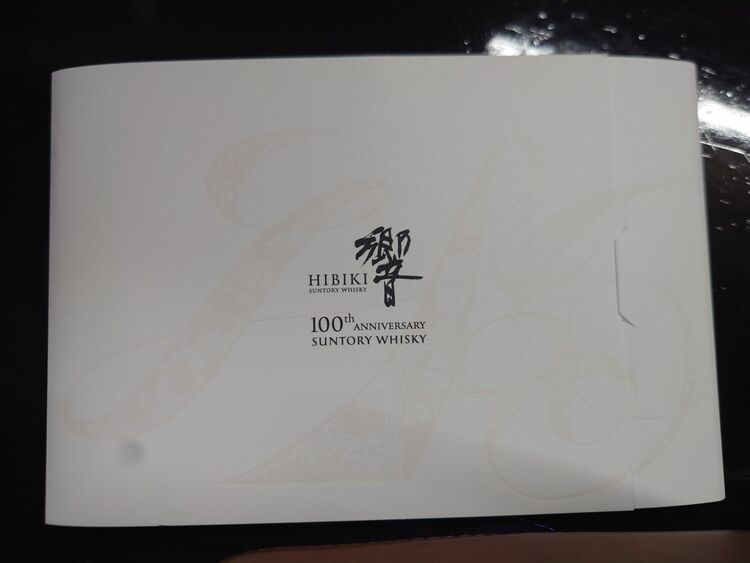 響
HIBIKI
SUNTORY WHISKY
100th ANNIVERSARY
SUNTORY WHISKY